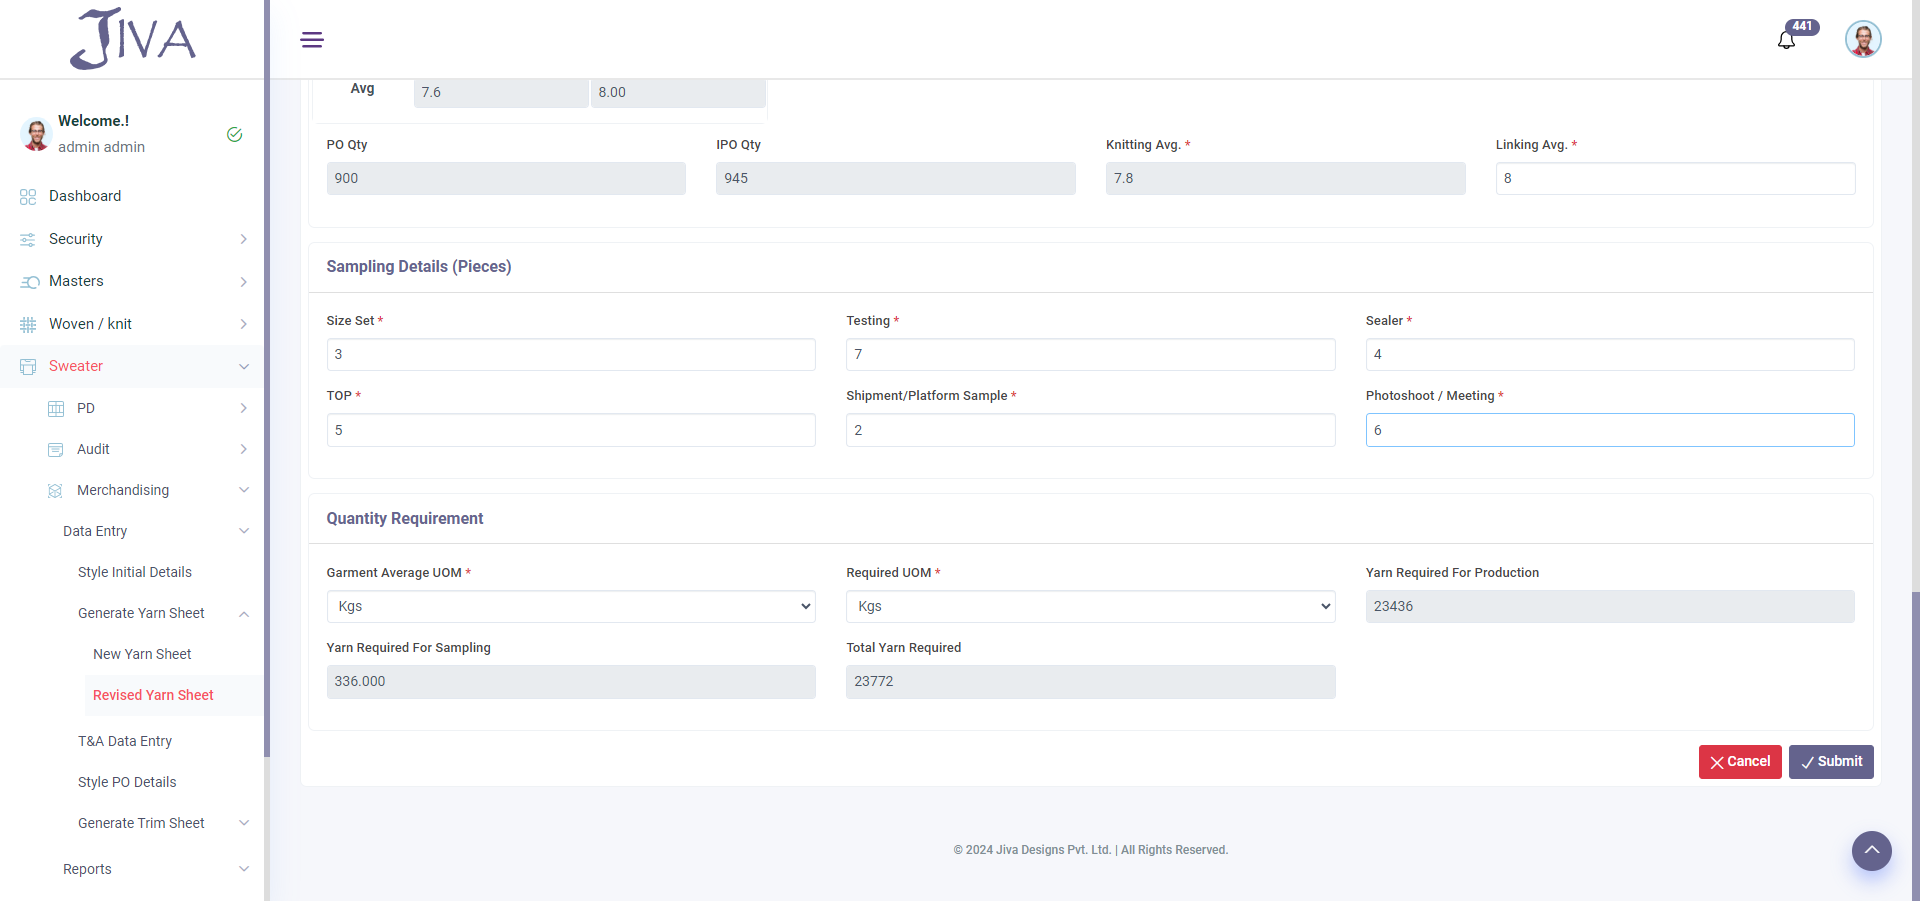 JIVA
441
Welcome.!
admin admin
Dashboard
Security
Masters
Woven / knit
Sweater
PD
Audit
Merchandising
Data Entry
Style Initial Details
Generate Yarn Sheet
New Yarn Sheet
Revised Yarn Sheet
T&A Data Entry
Style PO Details
Generate Trim Sheet
Reports
Avg 7.6 8.00
PO Qty IPO Qty Knitting Avg. * Linking Avg. *
900 945 7.8 8
Sampling Details (Pieces)
Size Set * Testing * Sealer *
3 7 4
TOP * Shipment/Platform Sample * Photoshoot / Meeting *
5 2 6
Quantity Requirement
Garment Average UOM * Required UOM * Yarn Required For Production
Kgs Kgs 23436
Yarn Required For Sampling Total Yarn Required
336.000 23772
Cancel Submit
© 2024 Jiva Designs Pvt. Ltd. | All Rights Reserved.